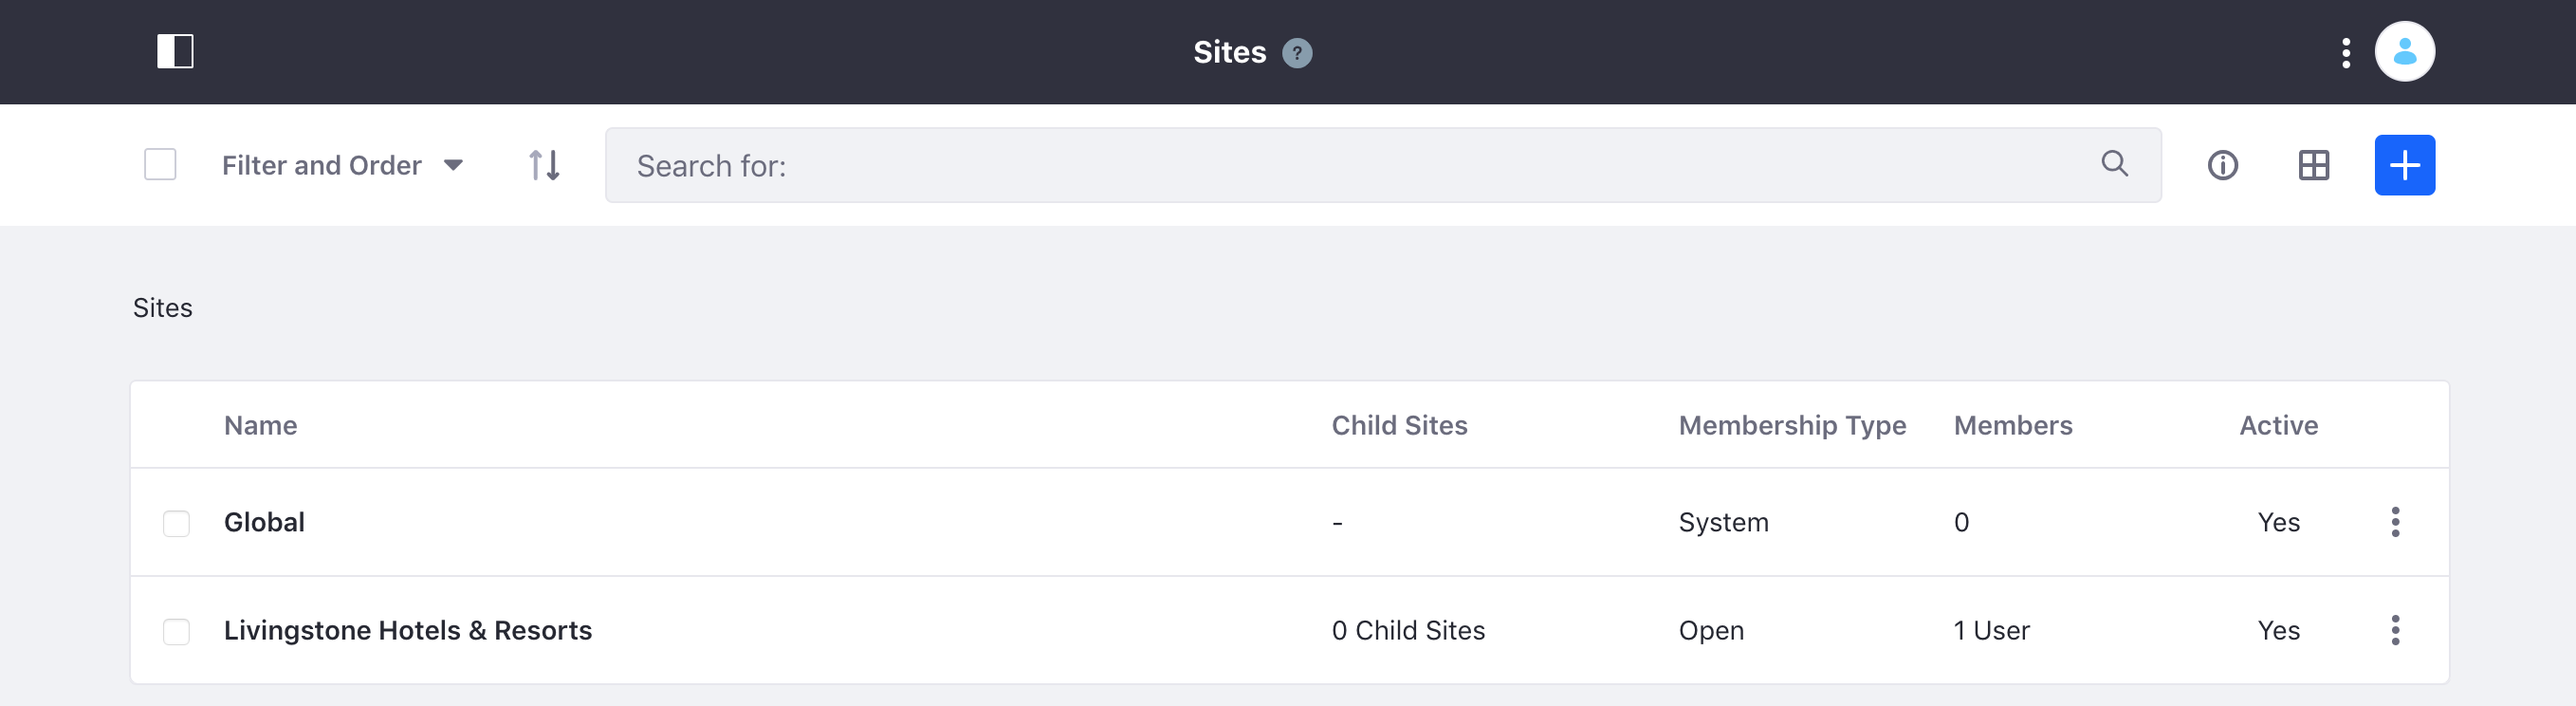 Sites ?
Filter and Order
Search for:
Sites
Name Child Sites Membership Type Members Active
Global - System 0 Yes
Livingstone Hotels & Resorts 0 Child Sites Open 1 User Yes